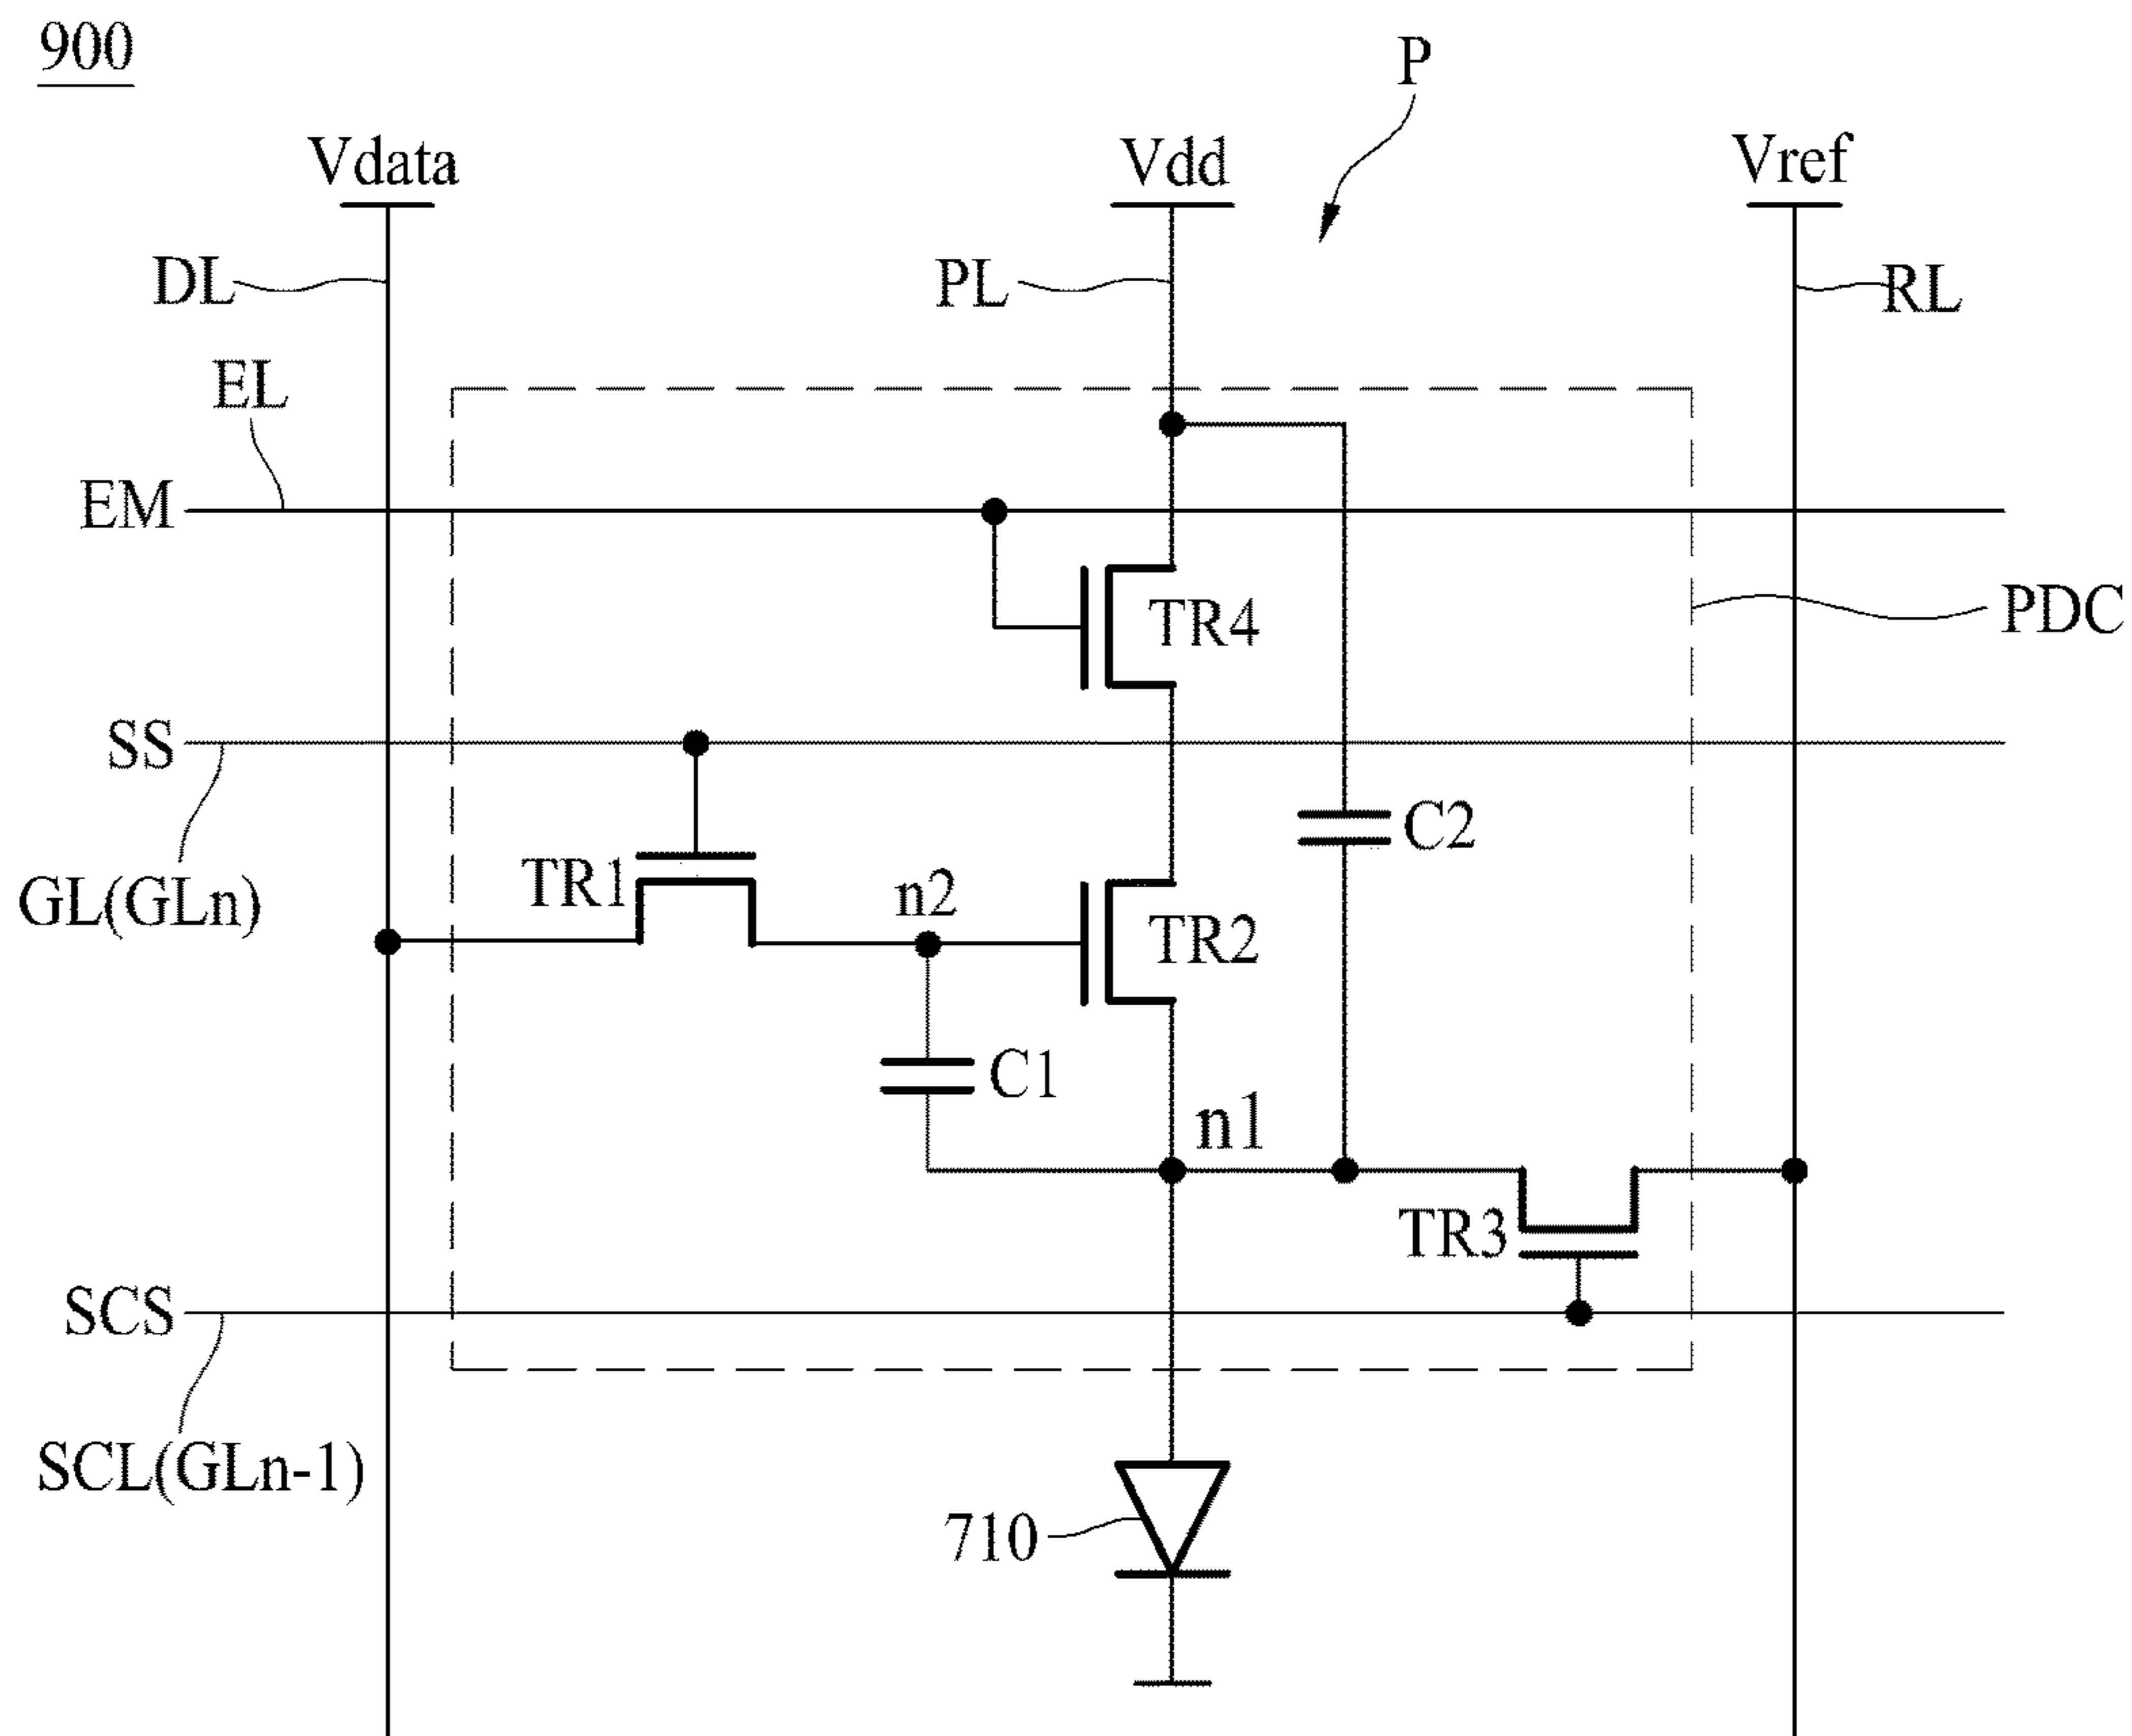 900
P
Vdata
Vdd
Vref
DL
PL
RL
EL
EM
TR4
PDC
SS
C2
TR1
n2
GL(GLn)
TR2
C1
n1
TR3
SCS
SCL(GLn-1)
710